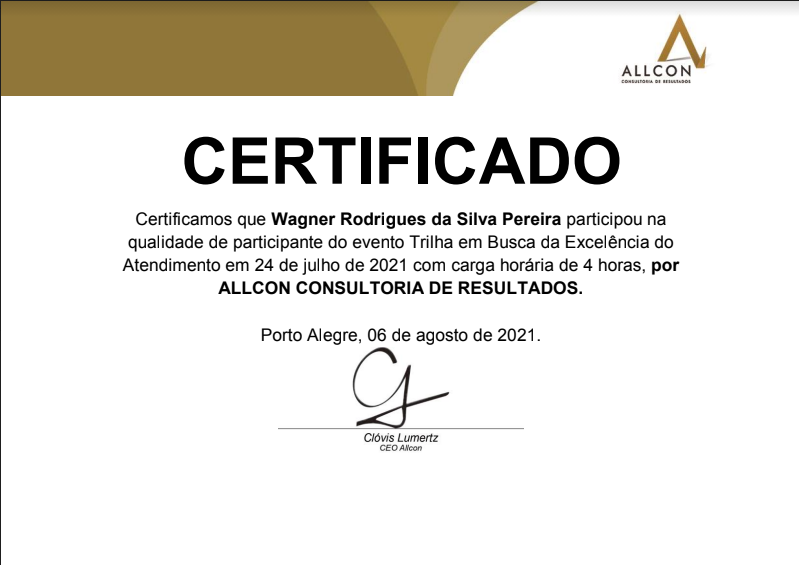 ALLCON
CONSULTORIA DE RESULTADOS
CERTIFICADO
Certificamos que Wagner Rodrigues da Silva Pereira participou na
qualidade de participante do evento Trilha em Busca da Excelência do
Atendimento em 24 de julho de 2021 com carga horária de 4 horas, por
ALLCON CONSULTORIA DE RESULTADOS.
Porto Alegre, 06 de agosto de 2021.
Clóvis Lumertz
CEO Allcon